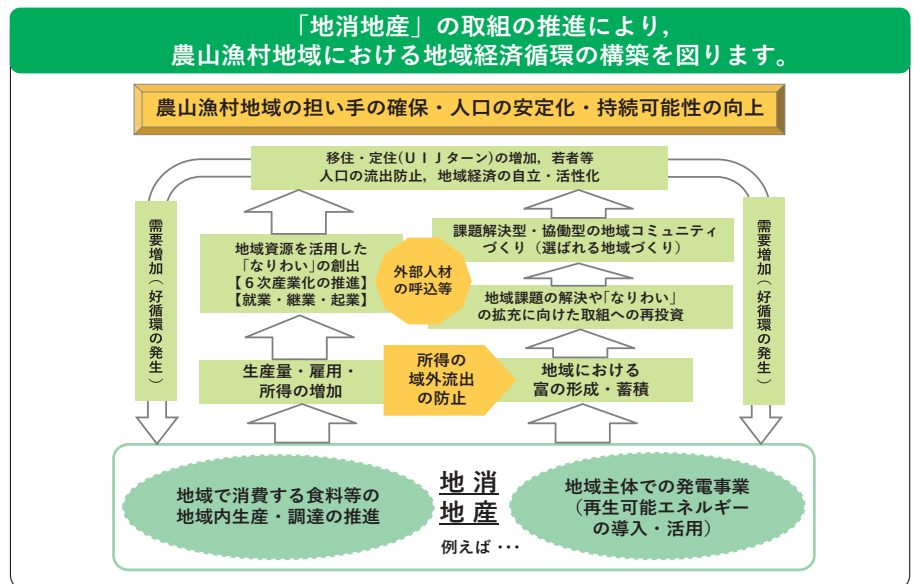 「地消地産」の取組の推進により,
農山漁村地域における地域経済循環の構築を図ります。
農山漁村地域の担い手の確保・人口の安定化・持続可能性の向上
移住・定住(ＵＩＪターン)の増加, 若者等
人口の流出防止, 地域経済の自立・活性化
需要増加(好循環の発生)
地域資源を活用した
「なりわい」の創出
【６次産業化の推進】
【就業・継業・起業】
外部人材
の呼込等
課題解決型・協働型の地域コミュニティ
づくり（選ばれる地域づくり）
地域課題の解決や「なりわい」
の拡充に向けた取組への再投資
需要増加(好循環の発生)
生産量・雇用・
所得の増加
所得の
域外流出
の防止
地域における
富の形成・蓄積
地域で消費する食料等の
地域内生産・調達の推進
地 消
地 産
例えば ･･･
地域主体での発電事業
（再生可能エネルギー
の導入・活用）